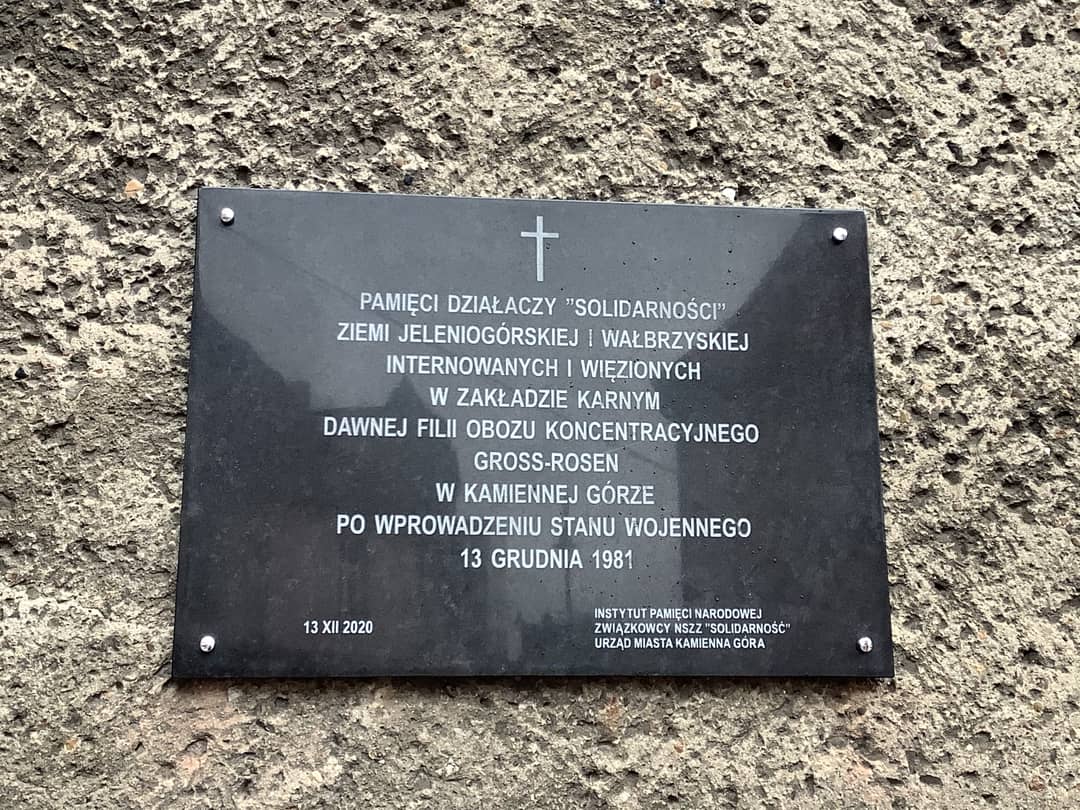 PAMIĘCI DZIAŁACZY ”SOLIDARNOŚCI”
ZIEMI JELENIOGÓRSKIEJ I WAŁBRZYSKIEJ
INTERNOWANYCH I WIĘZIONYCH
W ZAKŁADZIE KARNYM
DAWNEJ FILII OBOZU KONCENTRACYJNEGO
GROSS-ROSEN
W KAMIENNEJ GÓRZE
PO WPROWADZENIU STANU WOJENNEGO
13 GRUDNIA 1981
13 XII 2020
INSTYTUT PAMIĘCI NARODOWEJ
ZWIĄZKOWCY NSZZ ”SOLIDARNOŚĆ”
URZĄD MIASTA KAMIENNA GÓRA